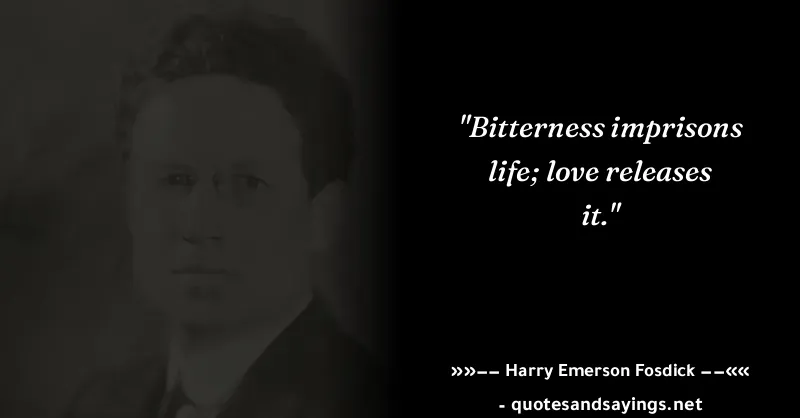 "Bitterness imprisons
life; love releases
it."
»»−− Harry Emerson Fosdick −−««
- quotesandsayings.net